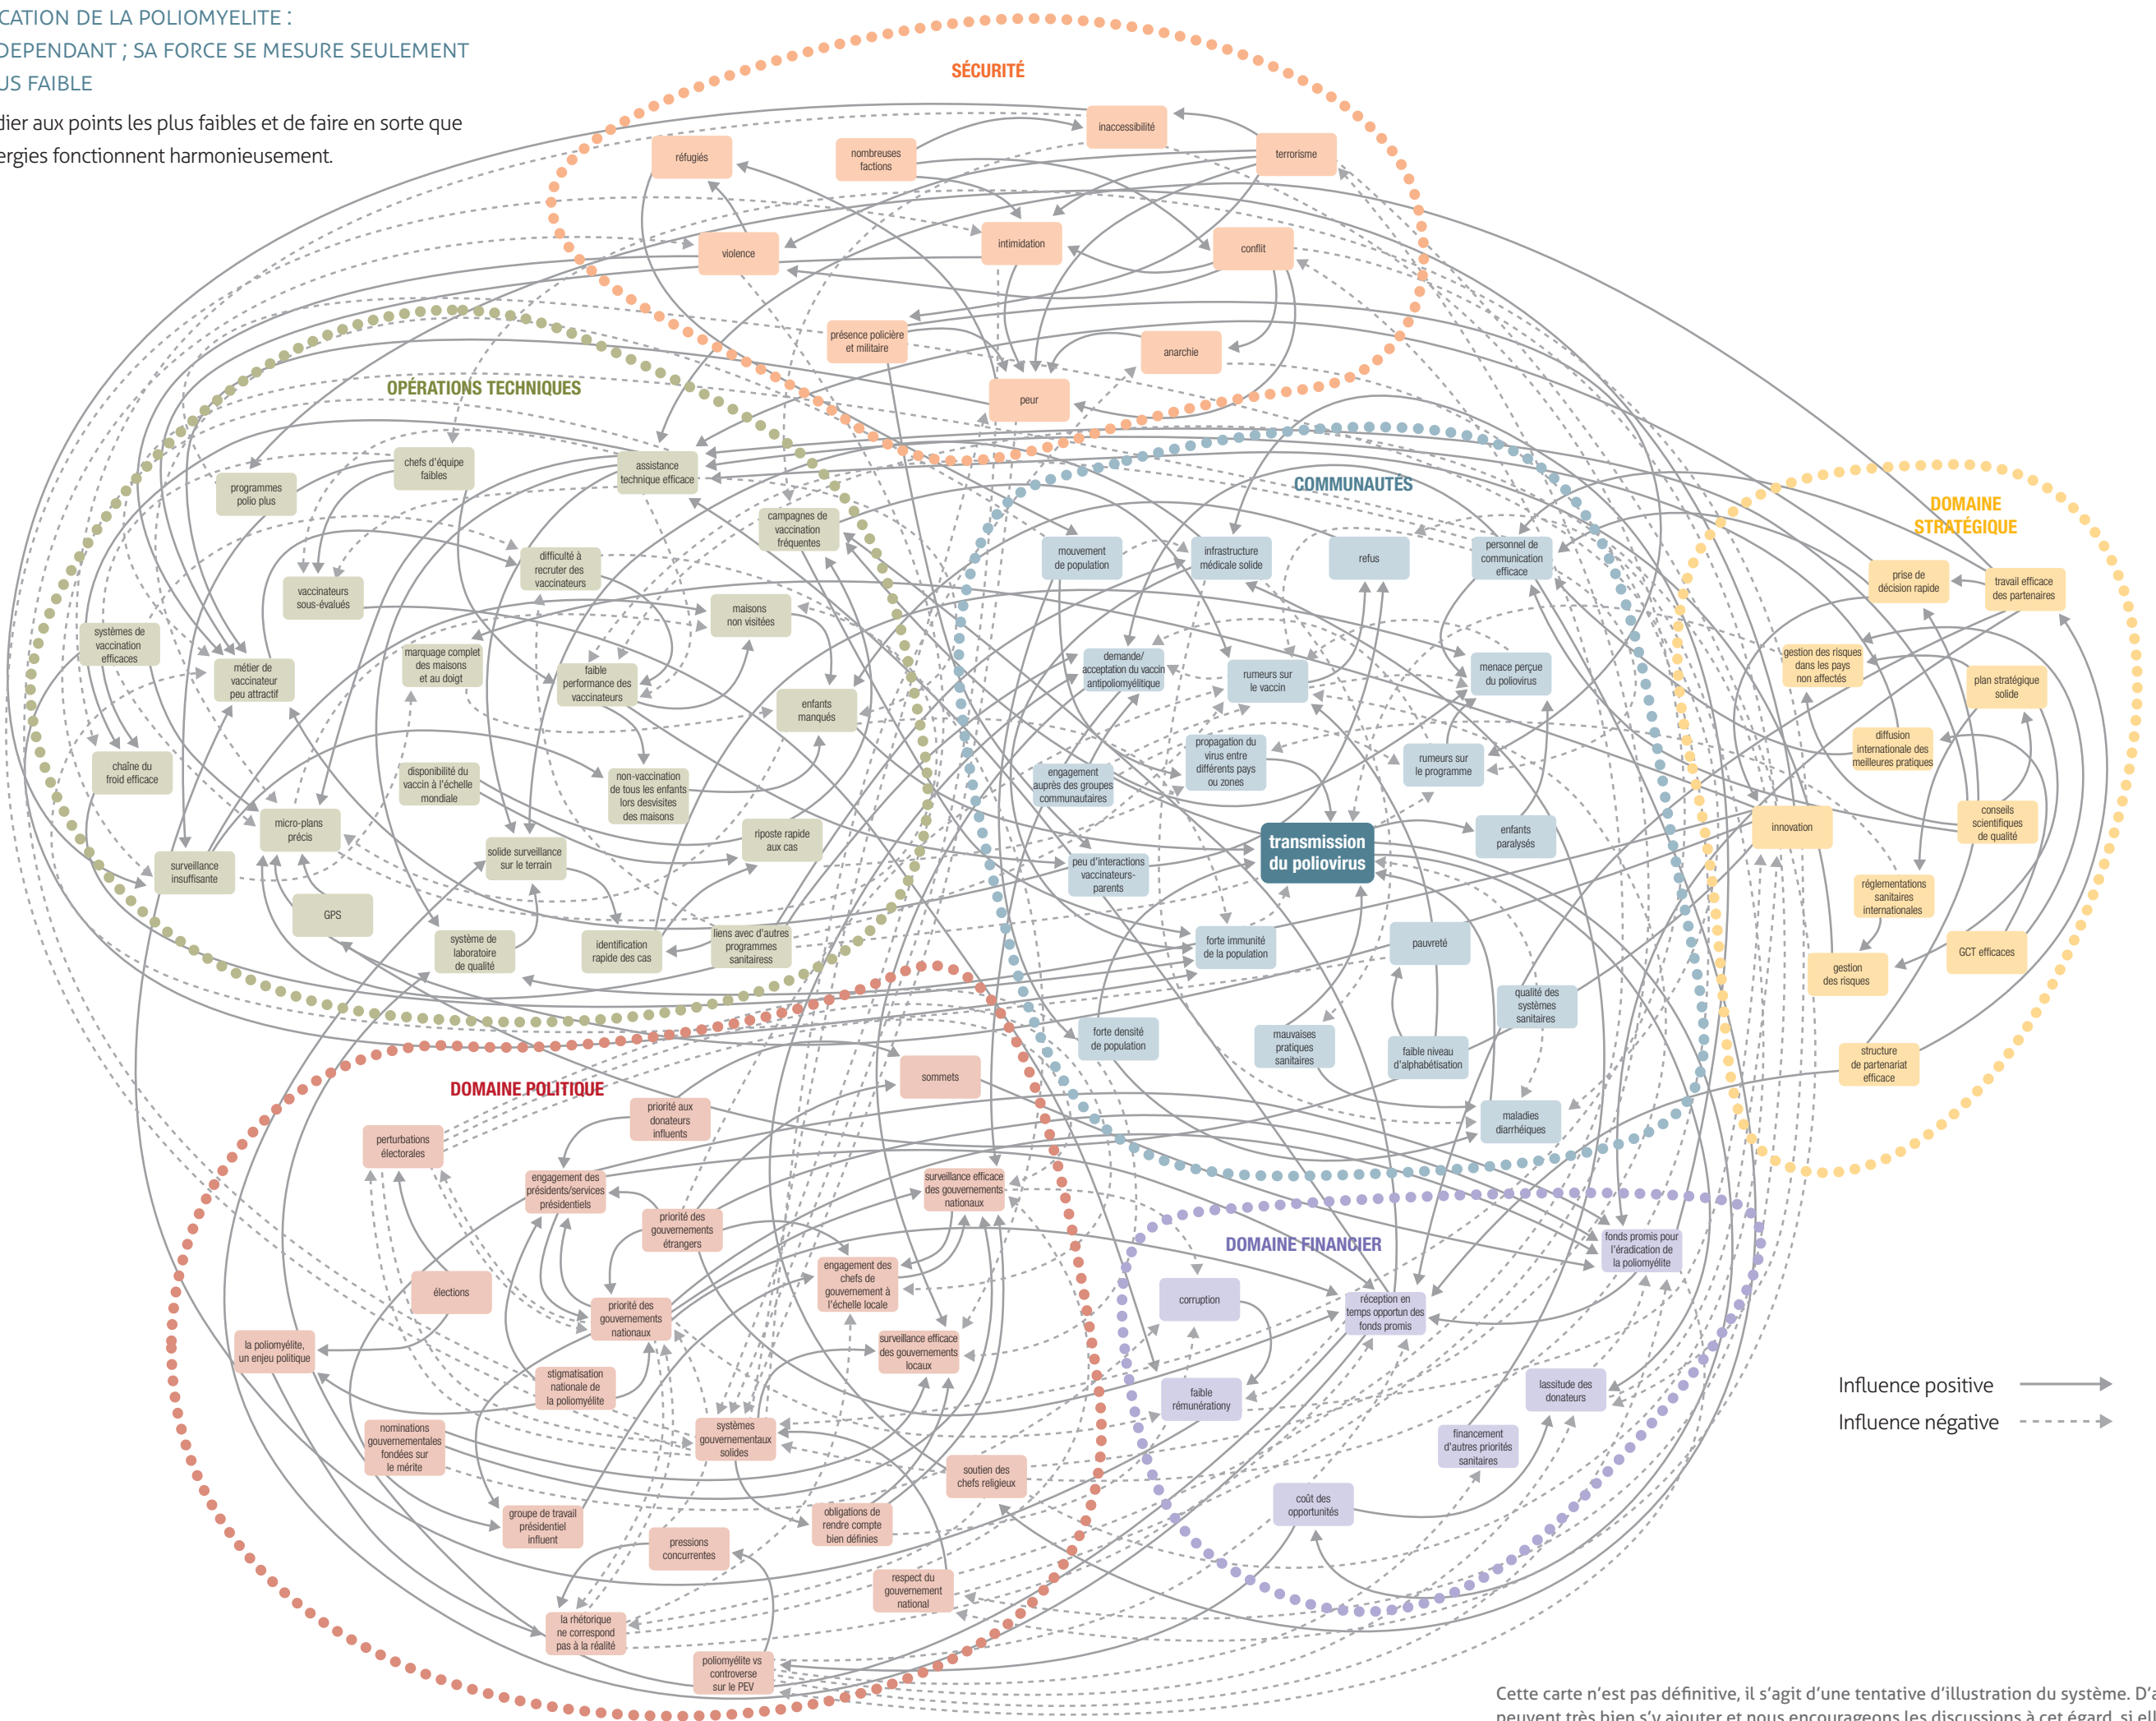 CATION DE LA POLIOMYELITE :
DEPENDANT ; SA FORCE SE MESURE SEULEMENT
US FAIBLE
dier aux points les plus faibles et de faire en sorte que
ergies fonctionnent harmonieusement.
SÉCURITÉ
inaccessibilité
réfugiés
nombreuses
factions
terrorisme
violence
intimidation
conflit
présence policière
et militaire
anarchie
peur
OPÉRATIONS TECHNIQUES
programmes
polio plus
chefs d'équipe
faibles
assistance
technique efficace
campagnes de
vaccination
fréquentes
difficulté à
recruter des
vaccinateurs
vaccinateurs
sous-évalués
maisons
non visitées
systèmes de
vaccination
efficaces
métier de
vaccinateur
peu attractif
marquage complet
des maisons
et au doigt
faible
performance des
vaccinateurs
enfants
manqués
chaîne du
froid efficace
disponibilité du
vaccin à l'échelle
mondiale
non-vaccination
de tous les enfants
lors desvisites
des maisons
micro-plans
précis
solide surveillance
sur le terrain
riposte rapide
aux cas
surveillance
insuffisante
GPS
système de
laboratoire
de qualité
identification
rapide des cas
liens avec d'autres
programmes
sanitairess
COMMUNAUTÉS
mouvement
de population
infrastructure
médicale solide
refus
personnel de
communication
efficace
demande/
acceptation du vaccin
antipoliomyélitique
rumeurs sur
le vaccin
menace perçue
du poliovirus
engagement
auprès des groupes
communautaires
propagation du
virus entre
différents pays
ou zones
rumeurs sur
le programme
transmission
du poliovirus
enfants
paralysés
peu d'interactions
vaccinateurs-
parents
forte immunité
de la population
pauvreté
forte densité
de population
mauvaises
pratiques
sanitaires
faible niveau
d'alphabétisation
qualité des
systèmes
sanitaires
maladies
diarrhéiques
DOMAINE
STRATÉGIQUE
prise de
décision rapide
travail efficace
des partenaires
gestion des risques
dans les pays
non affectés
plan stratégique
solide
diffusion
internationale des
meilleures pratiques
innovation
conseils
scientifiques
de qualité
réglementations
sanitaires
internationales
GCT efficaces
gestion
des risques
structure
de partenariat
efficace
DOMAINE POLITIQUE
sommets
priorité aux
donateurs
influents
perturbations
électorales
engagement des
présidents/services
présidentiels
surveillance efficace
des gouvernements
nationaux
priorité des
gouvernements
étrangers
engagement des
chefs de
gouvernement à
l'échelle locale
élections
priorité des
gouvernements
nationaux
surveillance efficace
des gouvernements
locaux
la poliomyélite,
un enjeu politique
stigmatisation
nationale de
la poliomyélite
nominations
gouvernementales
fondées sur
le mérite
systèmes
gouvernementaux
solides
soutien des
chefs religieux
groupe de travail
présidentiel
influent
obligations de
rendre compte
bien définies
pressions
concurrentes
respect du
gouvernement
national
la rhétorique
ne correspond
pas à la réalité
poliomyélite vs
controverse
sur le PEV
DOMAINE FINANCIER
fonds promis pour
l'éradication de
la poliomyélite
corruption
réception en
temps opportun des
fonds promis
faible
rémunérationy
lassitude des
donateurs
financement
d'autres priorités
sanitaires
coût des
opportunités
Influence positive
Influence négative
Cette carte n'est pas définitive, il s'agit d'une tentative d'illustration du système. D'a
peuvent très bien s'y ajouter et nous encourageons les discussions à cet égard, si ell